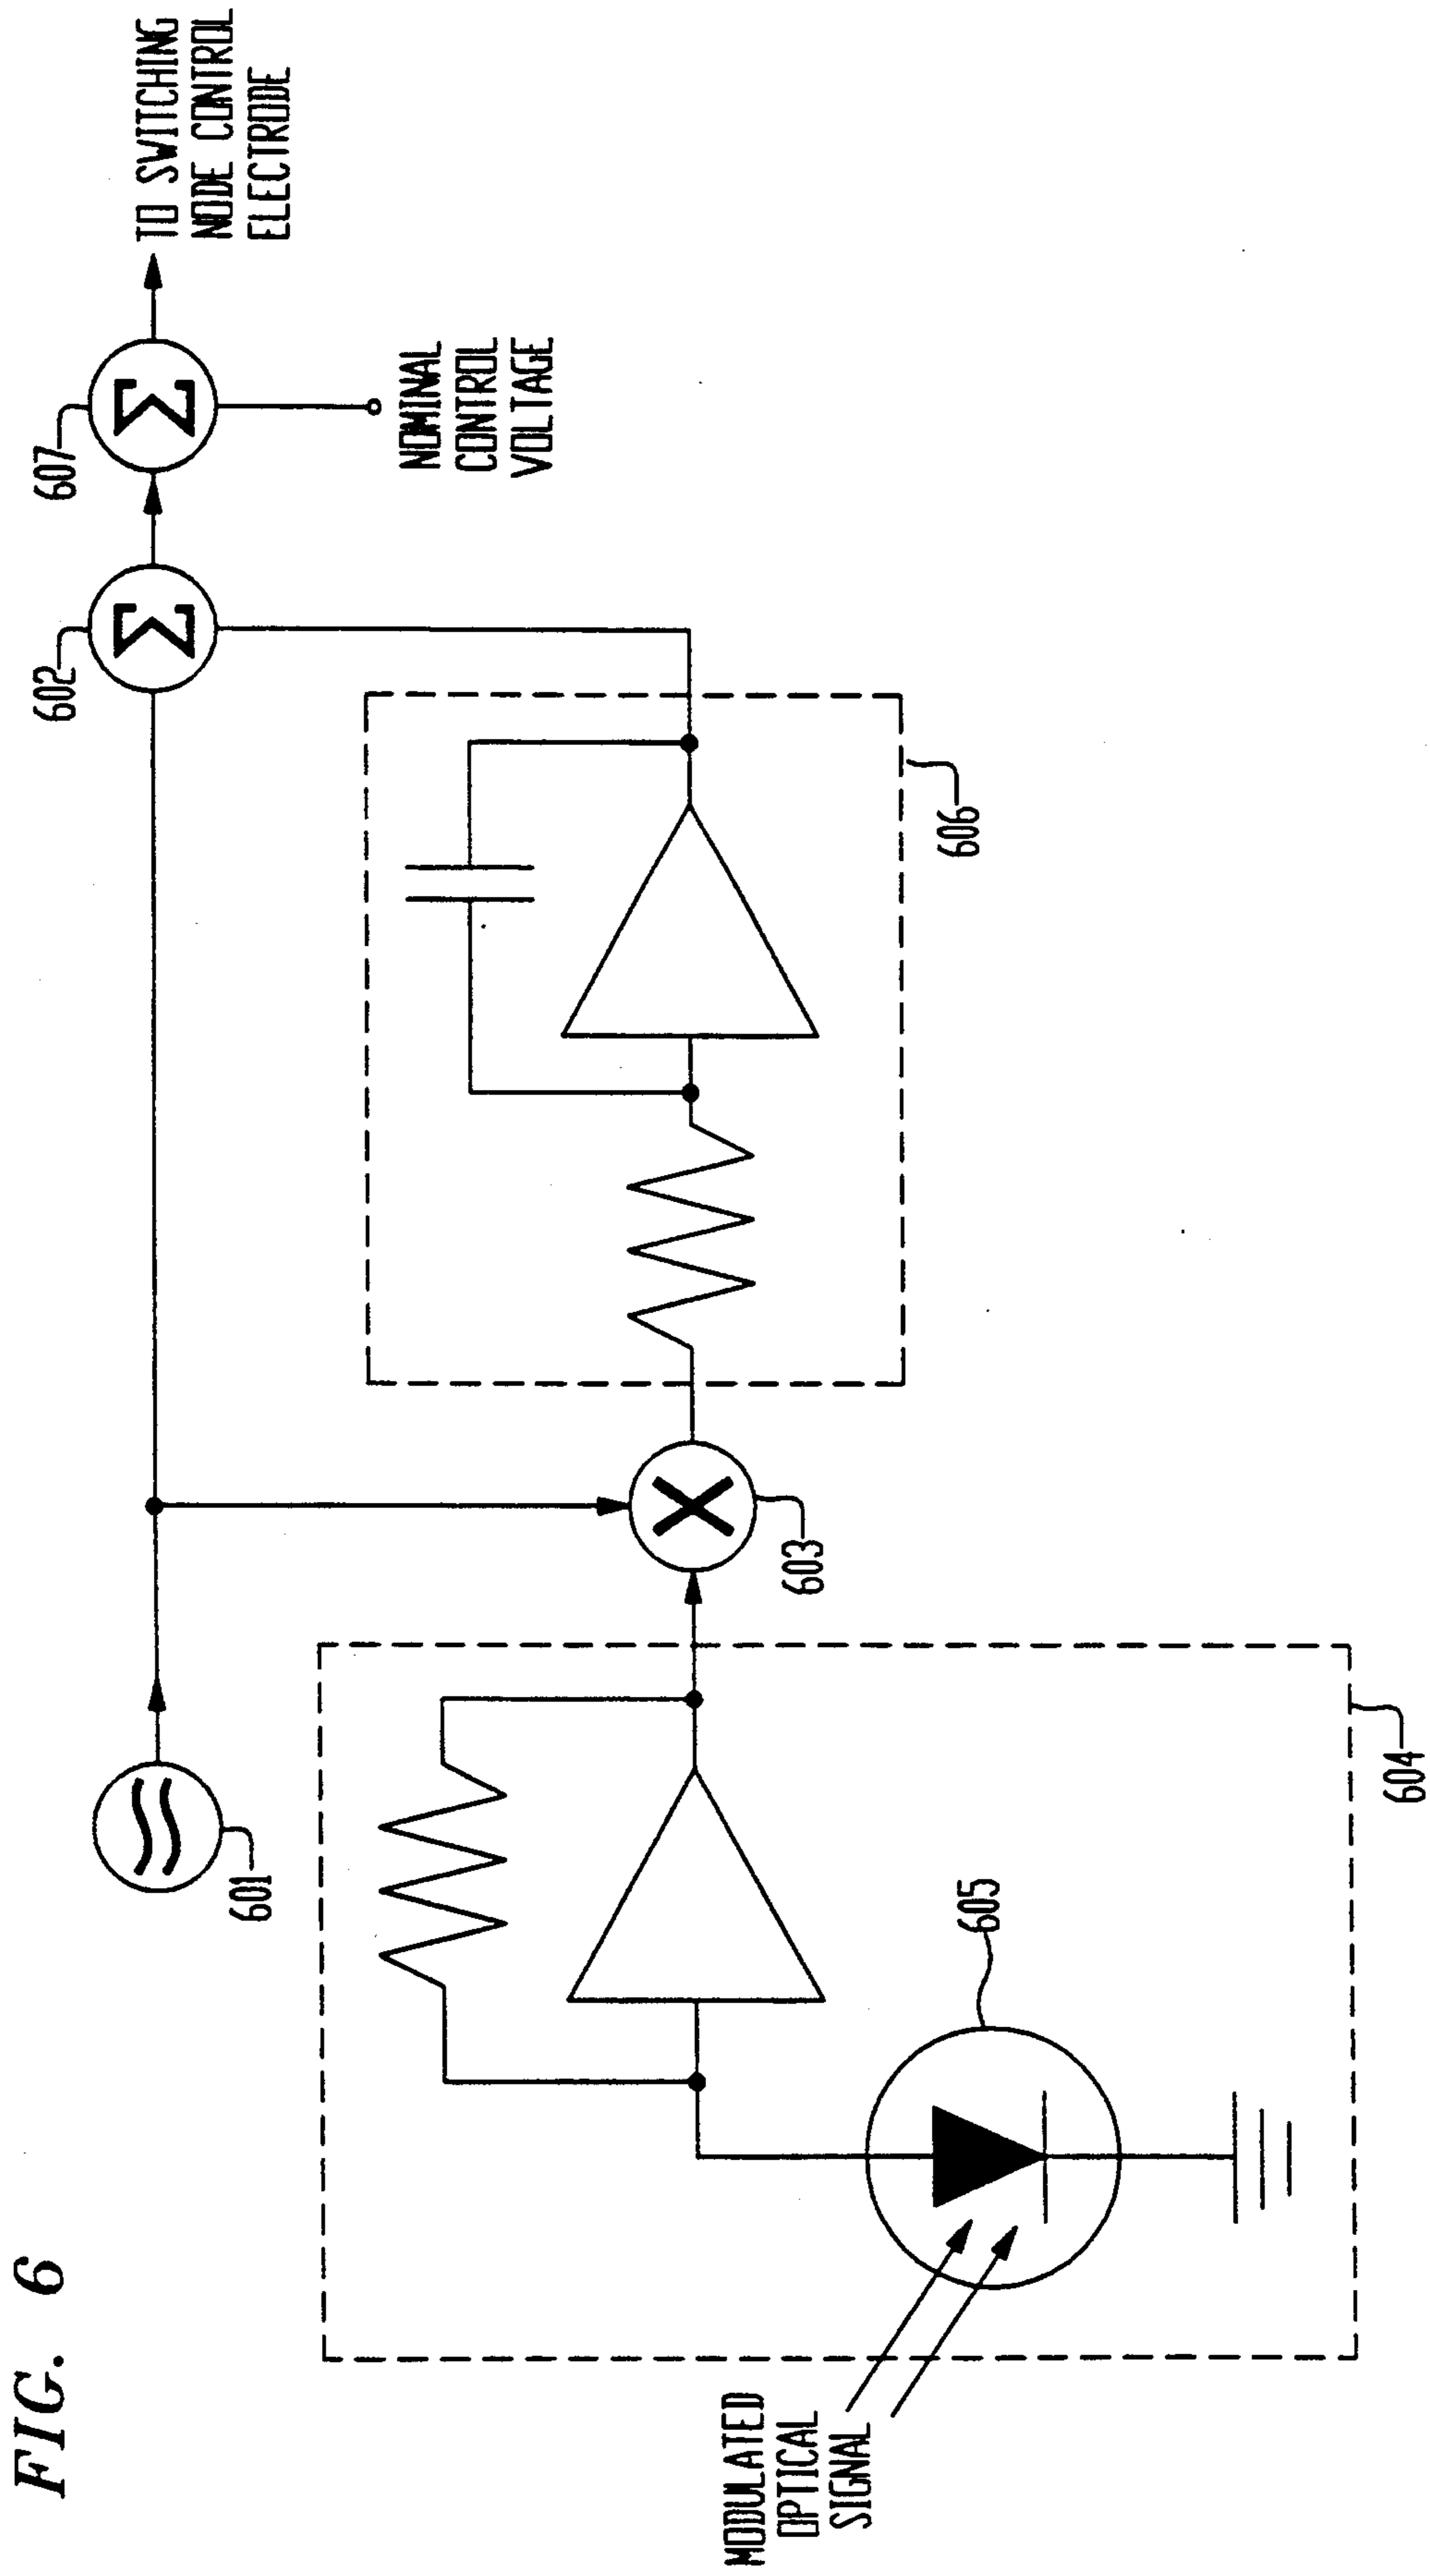 FIG. 6
601
602
607
TO SWITCHING
NODE CONTROL
ELECTRODE
NOMINAL
CONTROL
VOLTAGE
606
603
604
605
MODULATED
OPTICAL
SIGNAL